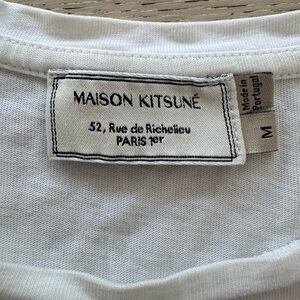 MAISON KITSUNÉ
52, Rue de Richelieu
PARIS 1er
Made in
Portugal
M